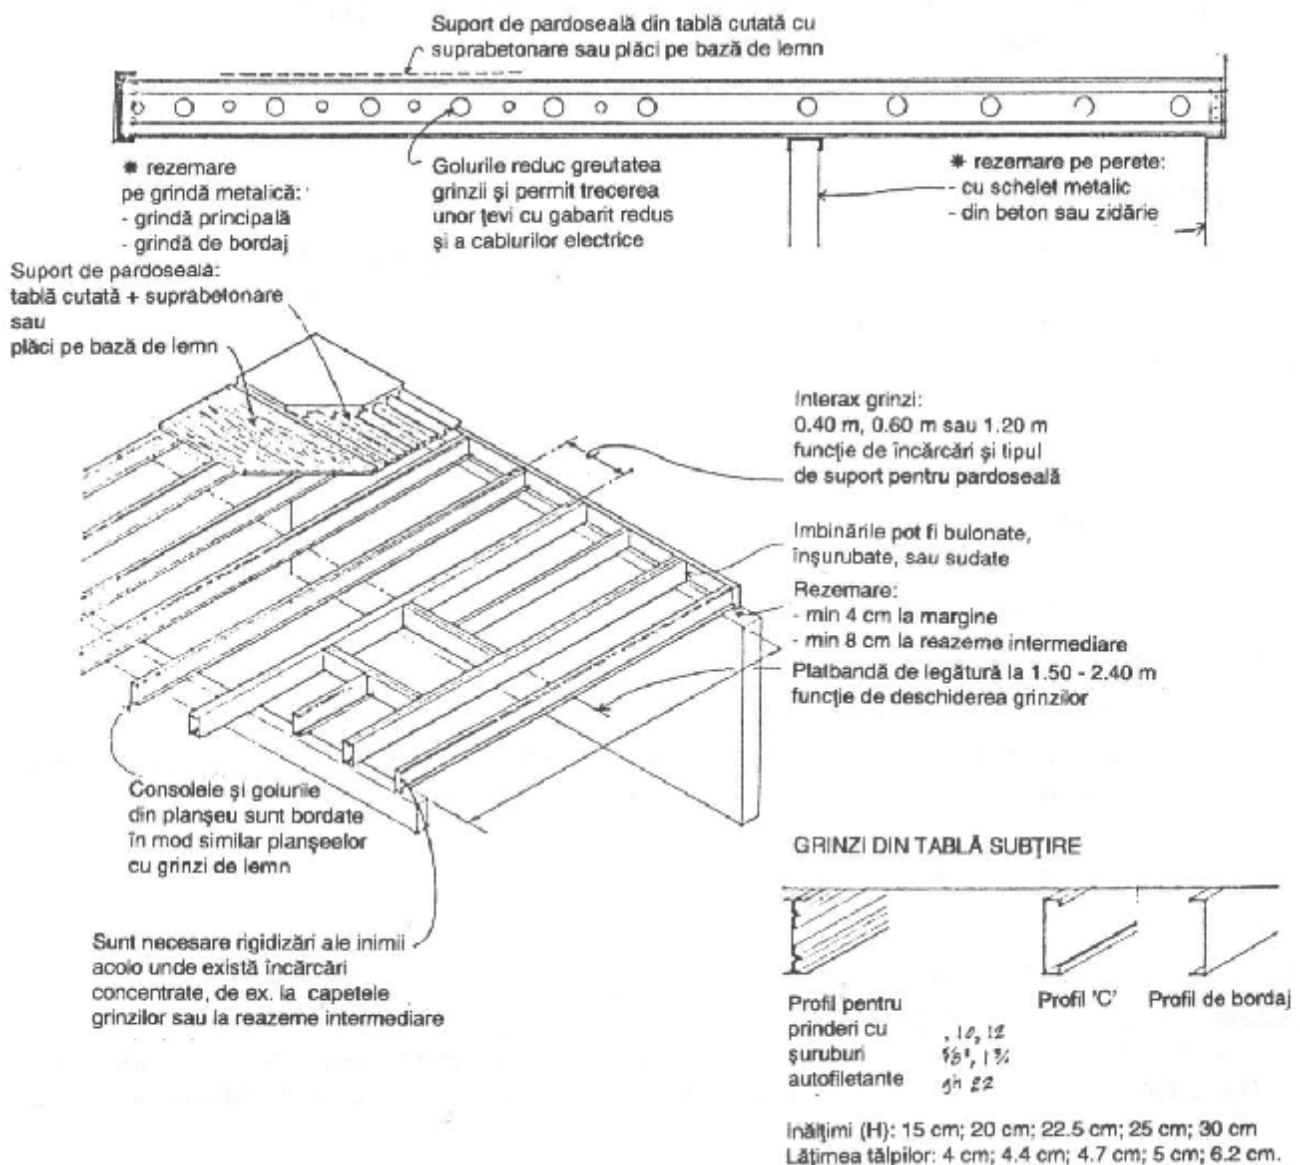 Suport de pardoseală din tablă cutată cu
suprabetonare sau plăci pe bază de lemn
✱ rezemare
pe grindă metalică:
- grindă principală
- grindă de bordaj
Golurile reduc greutatea
grinzii și permit trecerea
unor țevi cu gabarit redus
și a cablurilor electrice
✱ rezemare pe perete:
- cu schelet metalic
- din beton sau zidărie
Suport de pardoseală:
tablă cutată + suprabetonare
sau
plăci pe bază de lemn
Interax grinzi:
0.40 m, 0.60 m sau 1.20 m
funcție de încărcări și tipul
de suport pentru pardoseală
Imbinările pot fi bulonate,
înșurubate, sau sudate
Rezemare:
- min 4 cm la margine
- min 8 cm la reazeme intermediare
Platbandă de legătură la 1.50 - 2.40 m
funcție de deschiderea grinzilor
Consolele și golurile
din planșeu sunt bordate
în mod similar planșeelor
cu grinzi de lemn
Sunt necesare rigidizări ale inimii
acolo unde există încărcări
concentrate, de ex. la capetele
grinzilor sau la reazeme intermediare
GRINZI DIN TABLĂ SUBȚIRE
Profil pentru
prinderi cu
șuruburi
autofiletante
, 10, 12
22
Profil 'C'
Profil de bordaj
Inălțimi (H): 15 cm; 20 cm; 22.5 cm; 25 cm; 30 cm
Lățimea tălpilor: 4 cm; 4.4 cm; 4.7 cm; 5 cm; 6.2 cm.